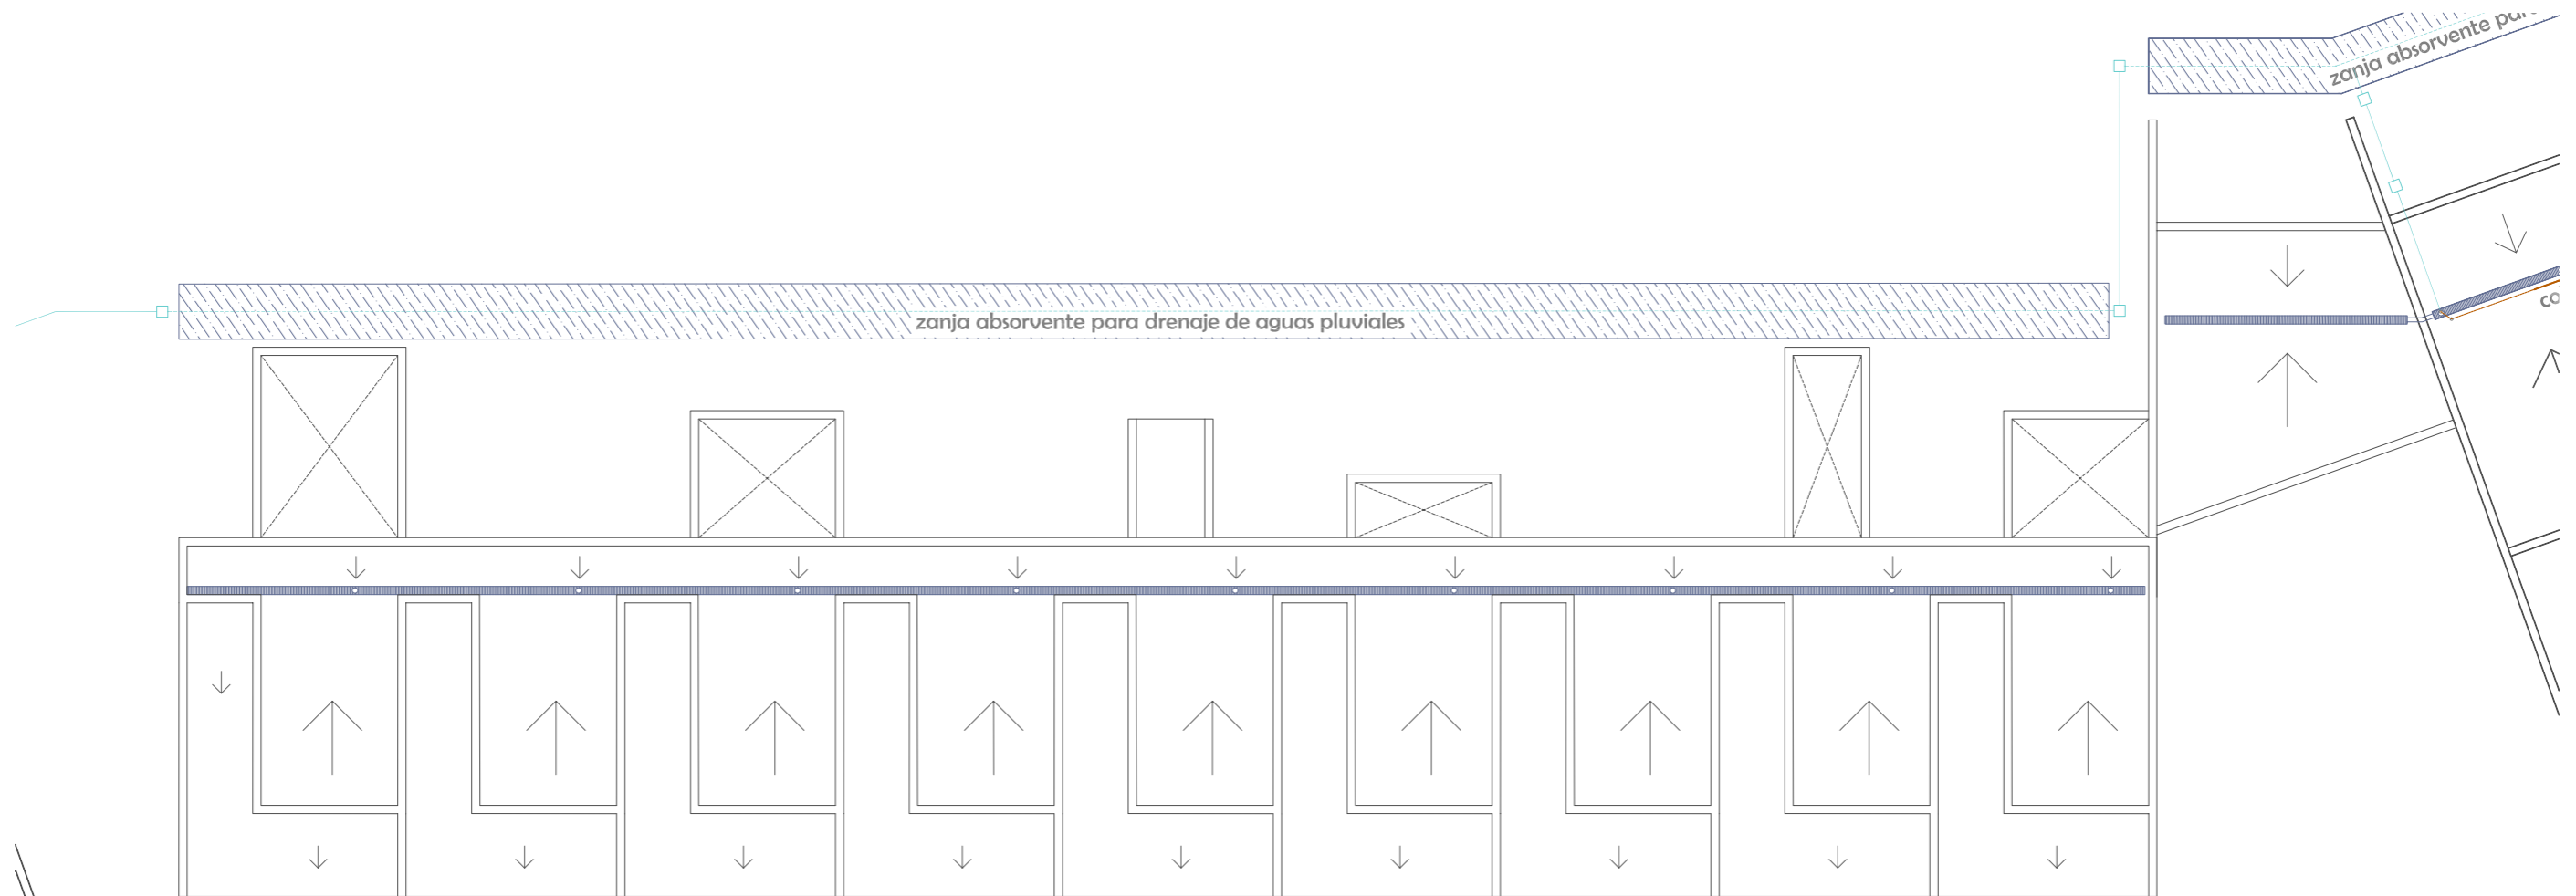 zanja absorvente
zanja absorvente para drenaje de aguas pluviales